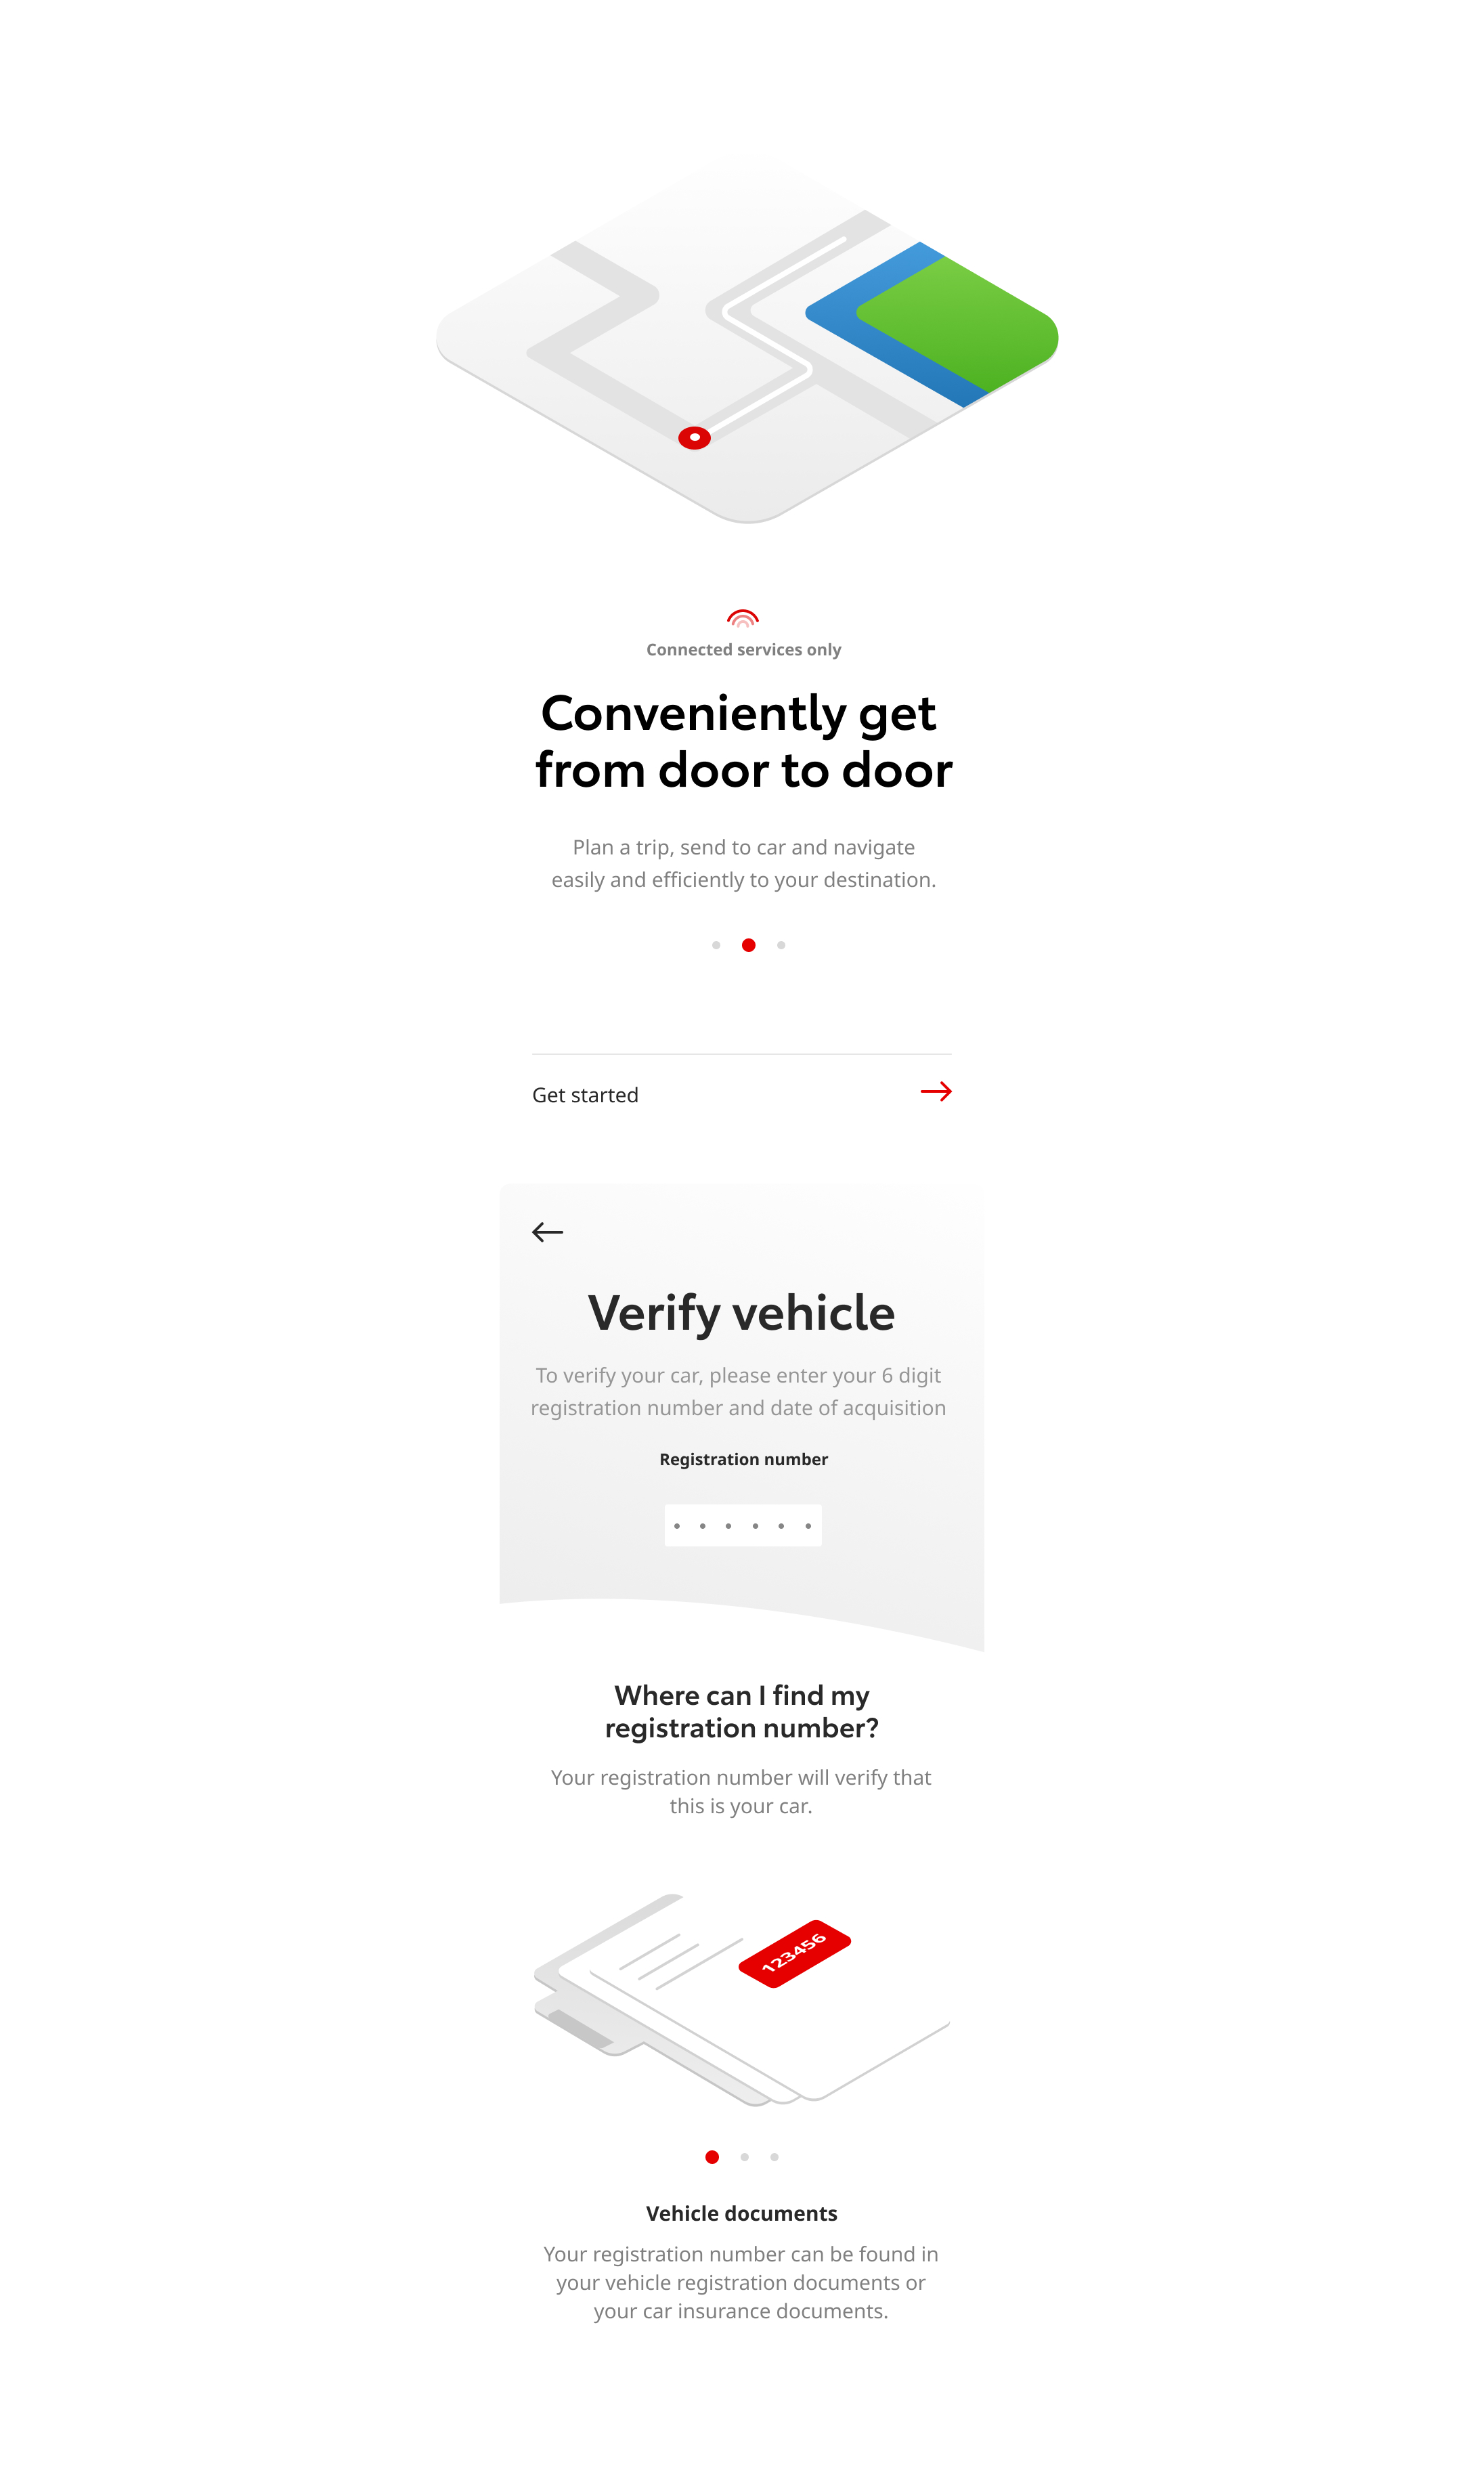 Connected services only
Conveniently get
from door to door
Plan a trip, send to car and navigate
easily and efficiently to your destination.
Get started
Verify vehicle
To verify your car, please enter your 6 digit
registration number and date of acquisition
Registration number
Where can I find my
registration number?
Your registration number will verify that
this is your car.
123456
Vehicle documents
Your registration number can be found in
your vehicle registration documents or
your car insurance documents.